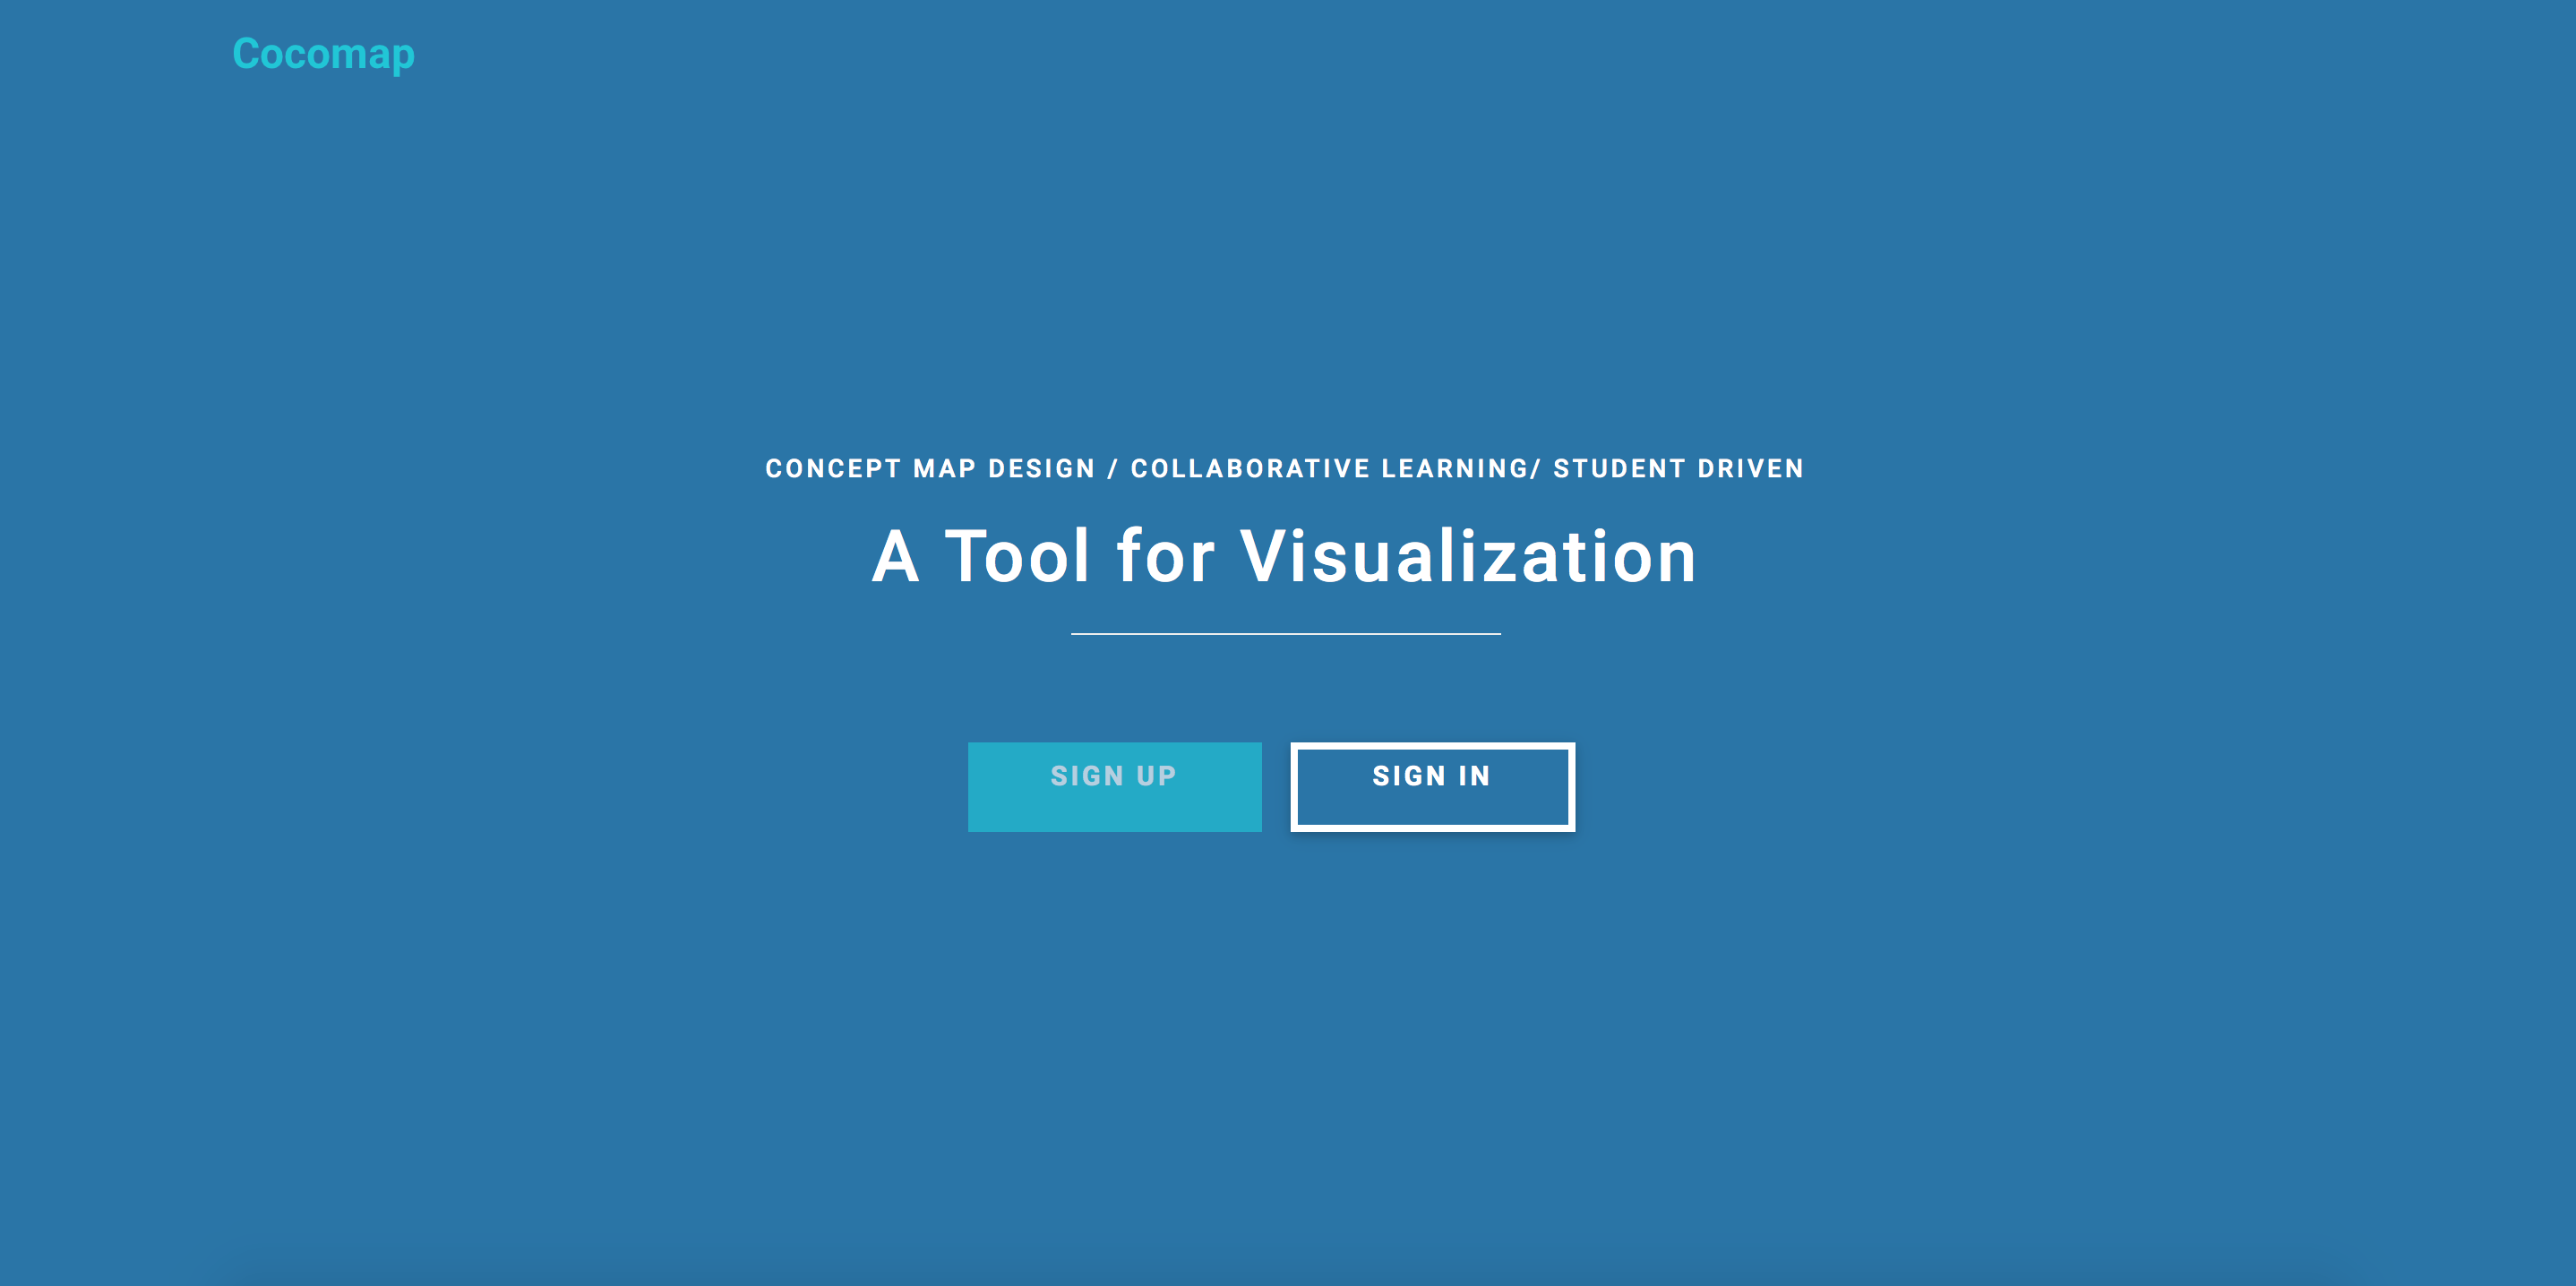 Cocomap
CONCEPT MAP DESIGN / COLLABORATIVE LEARNING/ STUDENT DRIVEN
A Tool for Visualization
SIGN UP
SIGN IN